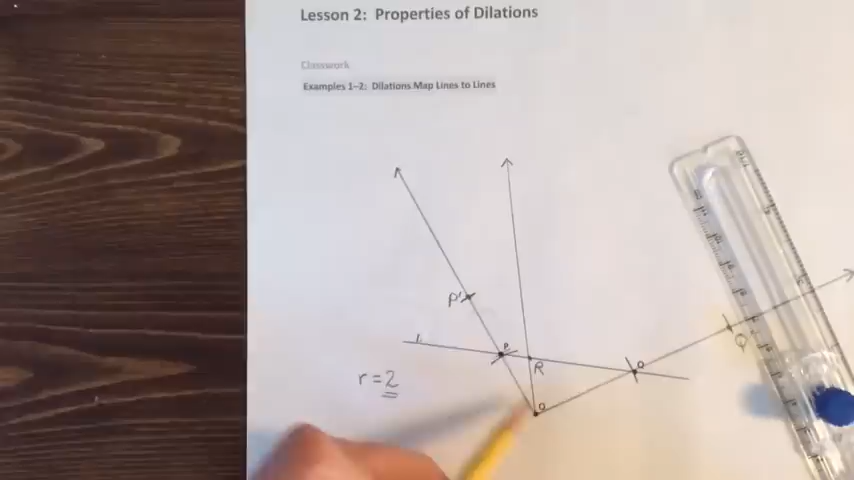 Lesson 2: Properties of Dilations
Classwork
Examples 1–2: Dilations Map Lines to Lines
P'
L
P
R
Q
Q
r = 2
O